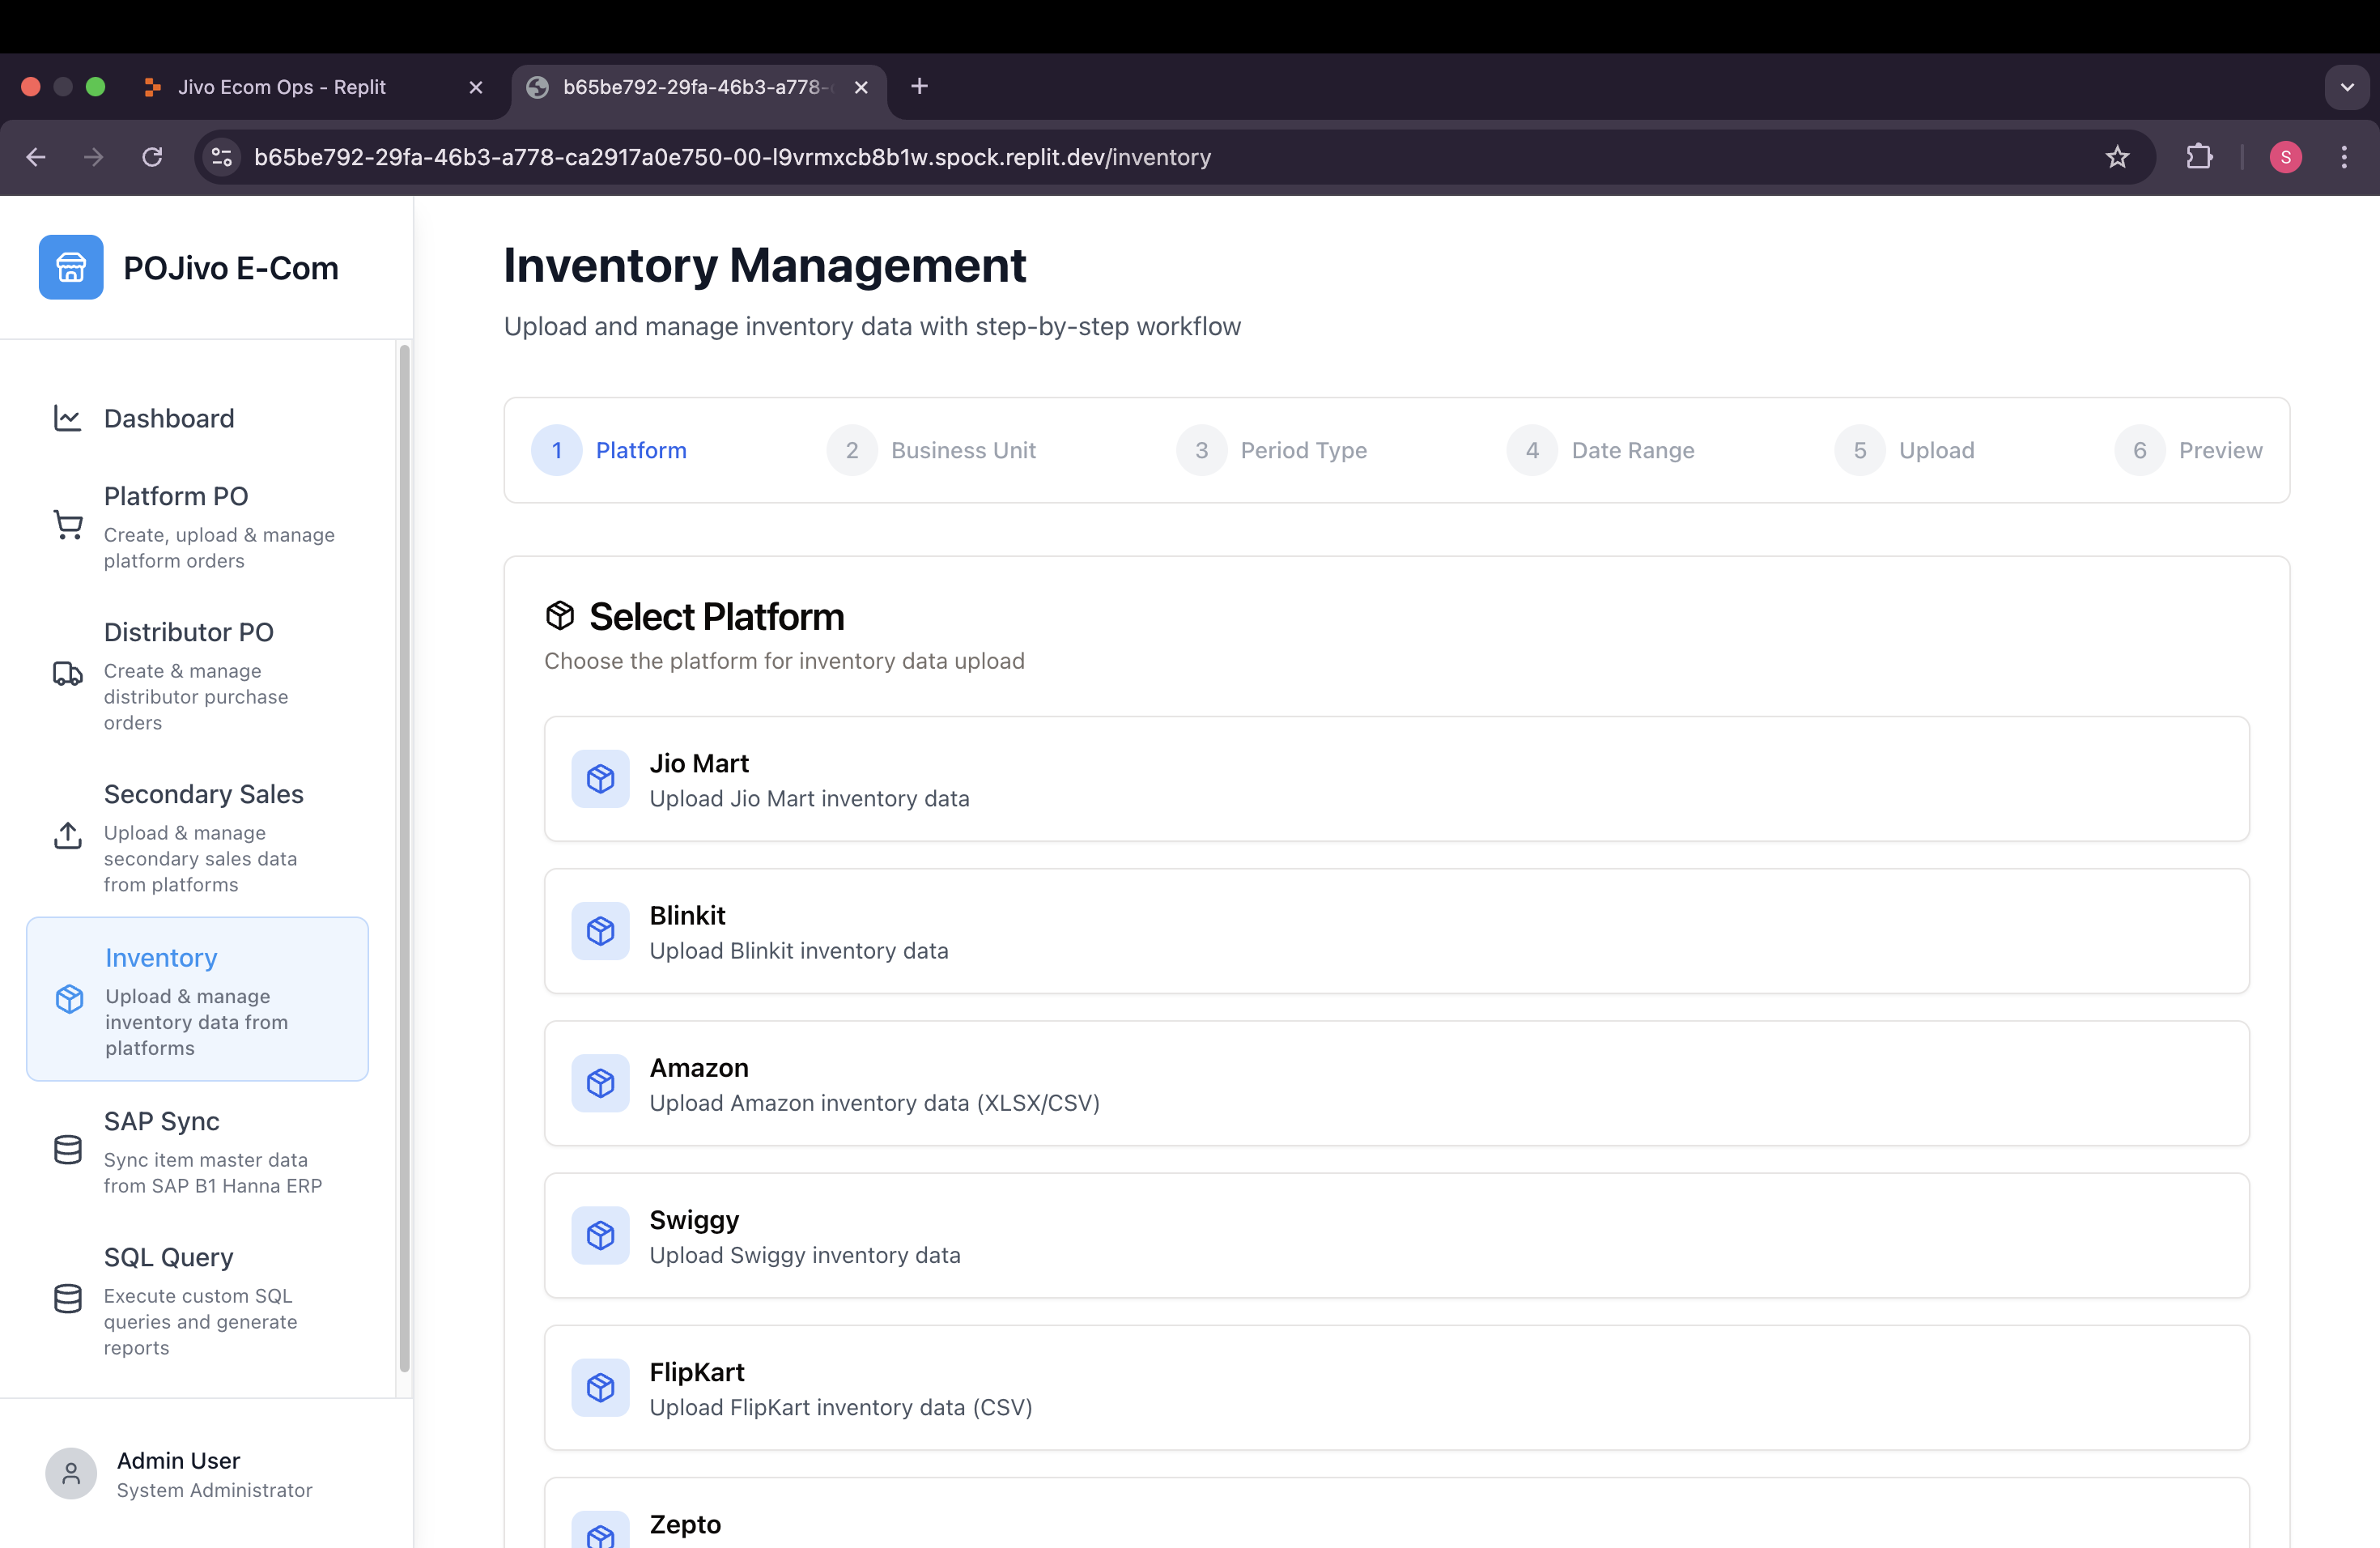 Jivo Ecom Ops - Replit
b65be792-29fa-46b3-a778-
b65be792-29fa-46b3-a778-ca2917a0e750-00-l9vrmxcb8b1w.spock.replit.dev/inventory
S
POJivo E-Com
Dashboard
Platform PO
Create, upload & manage
platform orders
Distributor PO
Create & manage
distributor purchase
orders
Secondary Sales
Upload & manage
secondary sales data
from platforms
Inventory
Upload & manage
inventory data from
platforms
SAP Sync
Sync item master data
from SAP B1 Hanna ERP
SQL Query
Execute custom SQL
queries and generate
reports
Admin User
System Administrator
Inventory Management
Upload and manage inventory data with step-by-step workflow
1 Platform 2 Business Unit 3 Period Type 4 Date Range 5 Upload 6 Preview
Select Platform
Choose the platform for inventory data upload
Jio Mart
Upload Jio Mart inventory data
Blinkit
Upload Blinkit inventory data
Amazon
Upload Amazon inventory data (XLSX/CSV)
Swiggy
Upload Swiggy inventory data
FlipKart
Upload FlipKart inventory data (CSV)
Zepto